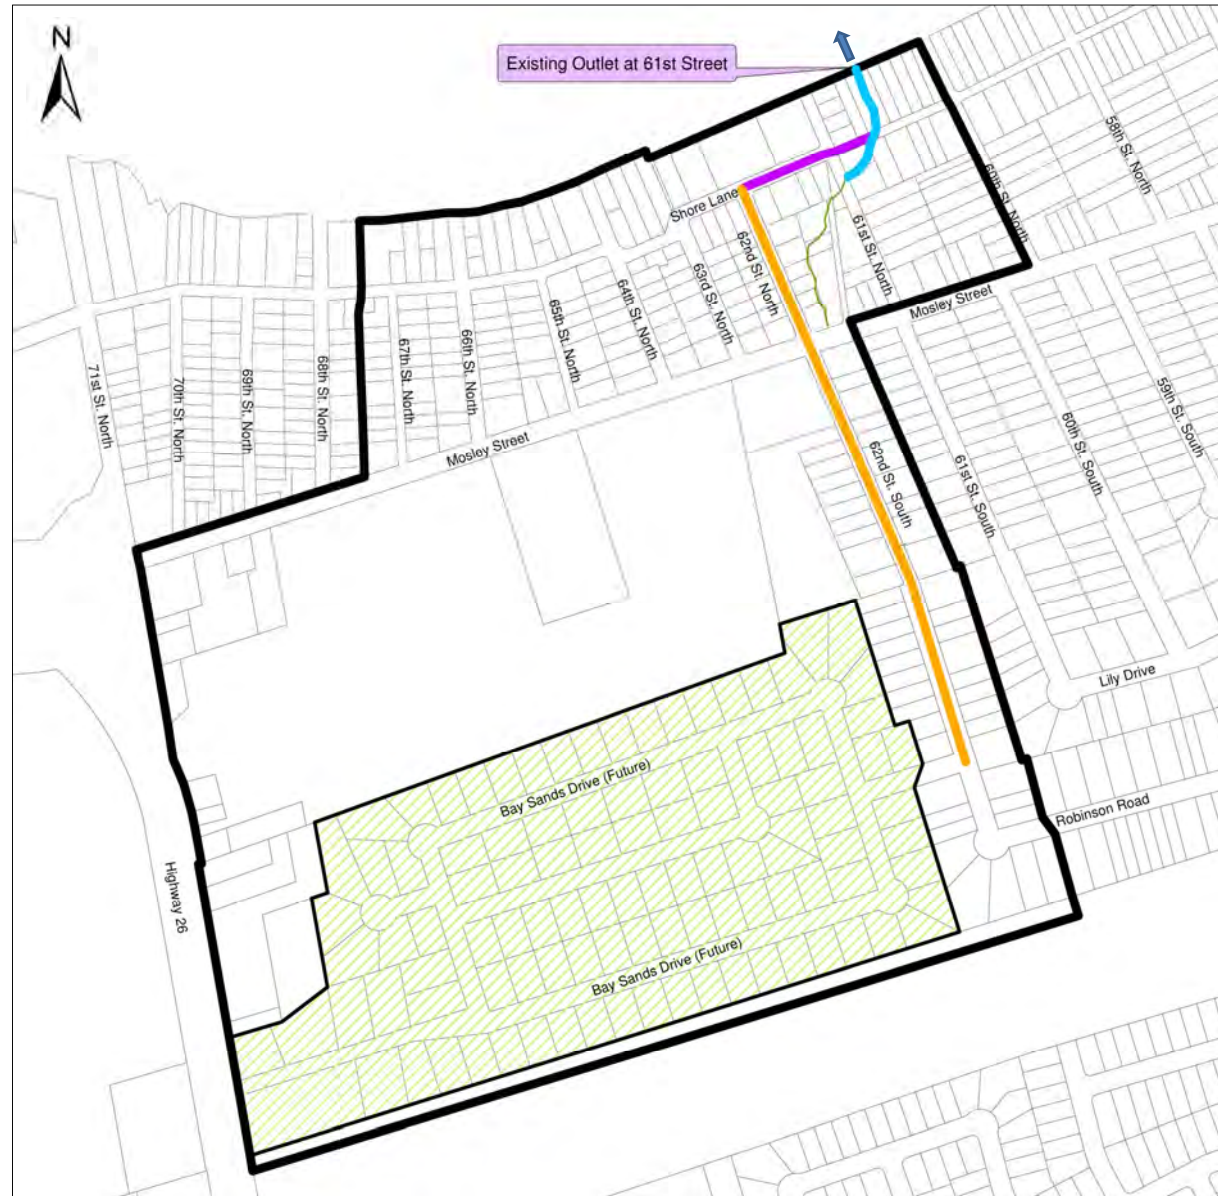 N
Existing Outlet at 61st Street
58th St. North
60th St. North
Shore Lane
61st St. North
62nd St. North
63rd St. North
64th St. North
65th St. North
66th St. North
67th St. North
68th St. North
69th St. North
70th St. North
71st St. North
Mosley Street
59th St. South
60th St. South
61st St. South
62nd St. South
Mosley Street
Lily Drive
Bay Sands Drive (Future)
Robinson Road
Highway 26
Bay Sands Drive (Future)